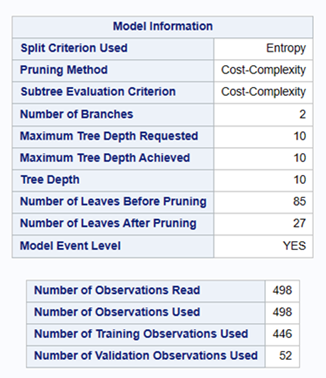 Model Information
Split Criterion Used Entropy
Pruning Method Cost-Complexity
Subtree Evaluation Criterion Cost-Complexity
Number of Branches 2
Maximum Tree Depth Requested 10
Maximum Tree Depth Achieved 10
Tree Depth 10
Number of Leaves Before Pruning 85
Number of Leaves After Pruning 27
Model Event Level YES
Number of Observations Read 498
Number of Observations Used 498
Number of Training Observations Used 446
Number of Validation Observations Used 52